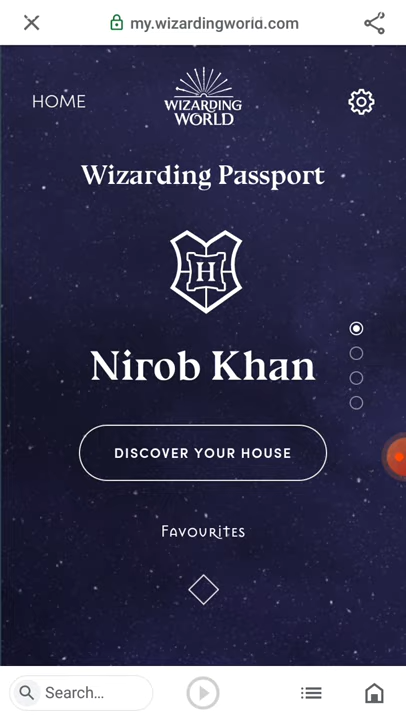 my.wizardingworld.com
HOME
WIZARDING
WORLD
Wizarding Passport
H
Nirob Khan
DISCOVER YOUR HOUSE
FAVOURITES
Search...